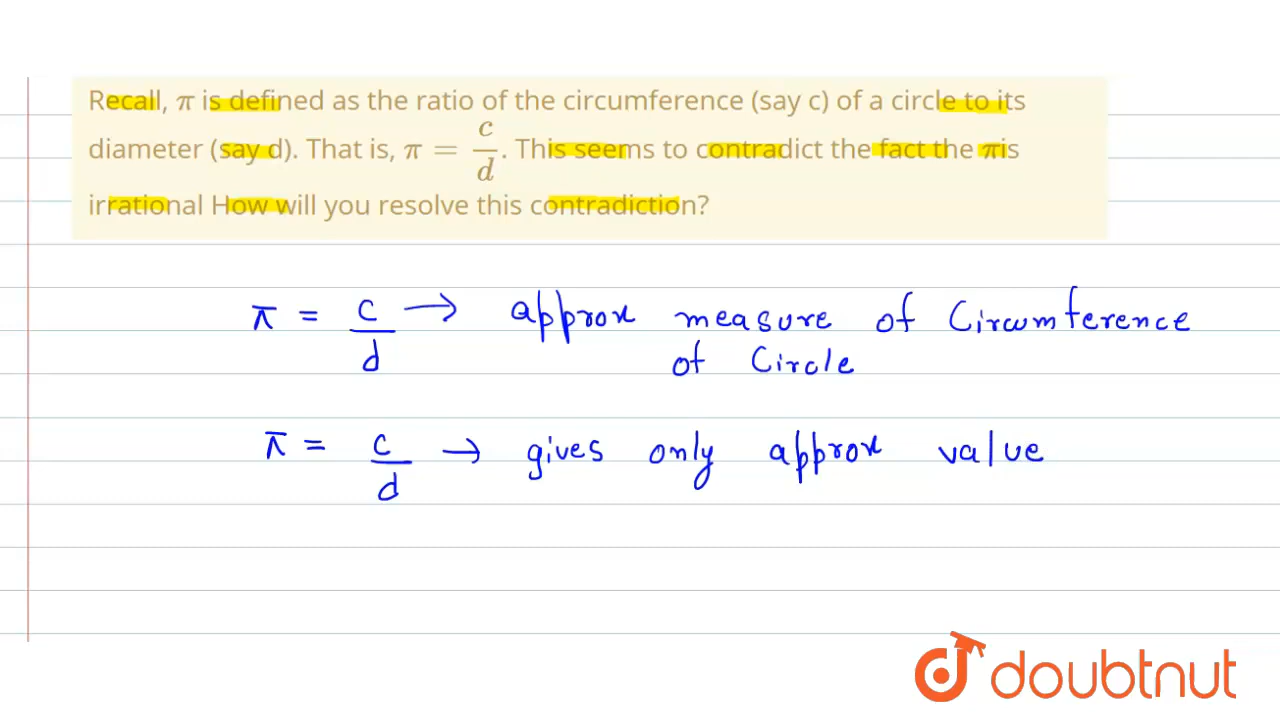 Recall, π is defined as the ratio of the circumference (say c) of a circle to its
diameter (say d). That is, π = c/d. This seems to contradict the fact the π is
irrational How will you resolve this contradiction?
π = c/d → approx measure of Circumference
of Circle
π = c/d → gives only approx value
doubtnut